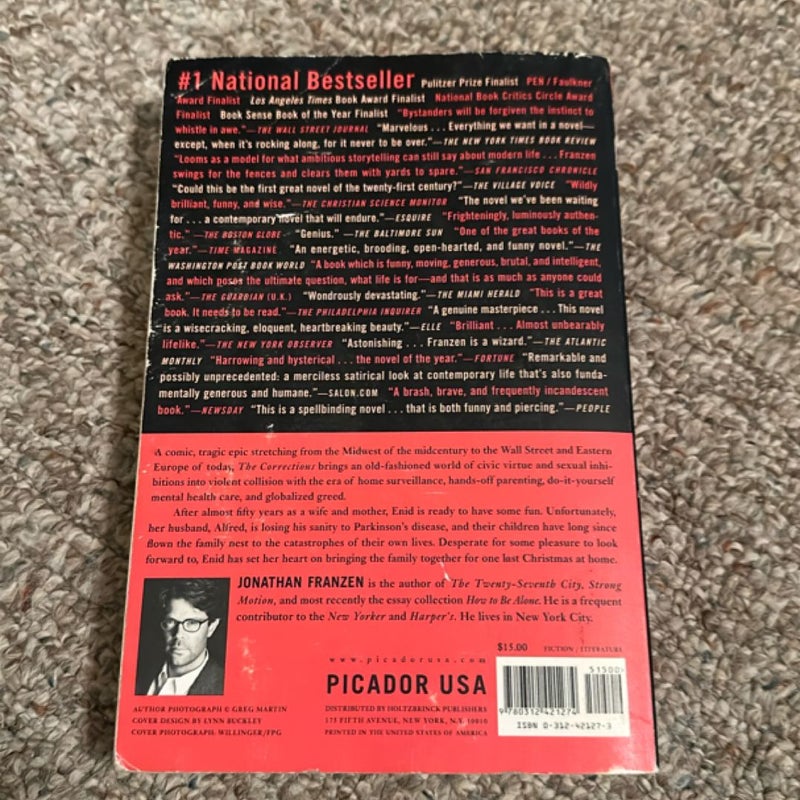 #1 National Bestseller Pulitzer Prize Finalist PEN / Faulkner
Award Finalist Los Angeles Times Book Award Finalist National Book Critics Circle Award
Finalist Book Sense Book of the Year Finalist "Bystanders will be forgiven the instinct to
whistle in awe."—THE WALL STREET JOURNAL "Marvelous . . . Everything we want in a novel—
except, when it's rocking along, for it never to be over."—THE NEW YORK TIMES BOOK REVIEW
"Looms as a model for what ambitious storytelling can still say about modern life . . . Franzen
swings for the fences and clears them with yards to spare."—SAN FRANCISCO CHRONICLE
"Could this be the first great novel of the twenty-first century?"—THE VILLAGE VOICE "Wildly
brilliant, funny, and wise."—THE CHRISTIAN SCIENCE MONITOR "The novel we've been waiting
for . . . a contemporary novel that will endure."—ESQUIRE "Frighteningly, luminously authen-
tic."—THE BOSTON GLOBE "Genius."—THE BALTIMORE SUN "One of the great books of the
year."—TIME MAGAZINE "An energetic, brooding, open-hearted, and funny novel."—THE
WASHINGTON POST BOOK WORLD "A book which is funny, moving, generous, brutal, and intelligent,
and which poses the ultimate question, what life is for—and that is as much as anyone could
ask."—THE GUARDIAN (U.K.) "Wondrously devastating."—THE MIAMI HERALD "This is a great
book. It needs to be read."—THE PHILADELPHIA INQUIRER "A genuine masterpiece . . . This novel
is a wisecracking, eloquent, heartbreaking beauty."—ELLE "Brilliant . . . Almost unbearably
lifelike."—THE NEW YORK OBSERVER "Astonishing . . . Franzen is a wizard."—THE ATLANTIC
MONTHLY "Harrowing and hysterical . . . the novel of the year."—FORTUNE "Remarkable and
possibly unprecedented: a merciless satirical look at contemporary life that's also funda-
mentally generous and humane."—SALON.COM "A brash, brave, and frequently incandescent
book."—NEWSDAY "This is a spellbinding novel . . . that is both funny and piercing."—PEOPLE
A comic, tragic epic stretching from the Midwest of the midcentury to the Wall Street and Eastern
Europe of today, The Corrections brings an old-fashioned world of civic virtue and sexual inhi-
bitions into violent collision with the era of home surveillance, hands-off parenting, do-it-yourself
mental health care, and globalized greed.
After almost fifty years as a wife and mother, Enid is ready to have some fun. Unfortunately,
her husband, Alfred, is losing his sanity to Parkinson's disease, and their children have long since
flown the family nest to the catastrophes of their own lives. Desperate for some pleasure to look
forward to, Enid has set her heart on bringing the family together for one last Christmas at home.
JONATHAN FRANZEN is the author of The Twenty-Seventh City, Strong
Motion, and most recently the essay collection How to Be Alone. He is a frequent
contributor to the New Yorker and Harper's. He lives in New York City.
$15.00 FICTION / LITERATURE
www.picadorusa.com
PICADOR USA
DISTRIBUTED BY HOLTZBRINCK PUBLISHERS
175 FIFTH AVENUE, NEW YORK, N.Y. 10010
PRINTED IN THE UNITED STATES OF AMERICA
AUTHOR PHOTOGRAPH © GREG MARTIN
COVER DESIGN BY LYNN BUCKLEY
COVER PHOTOGRAPH: WILLINGER/FPG
51500>
9 780312 421274
ISBN 0-312-42127-3